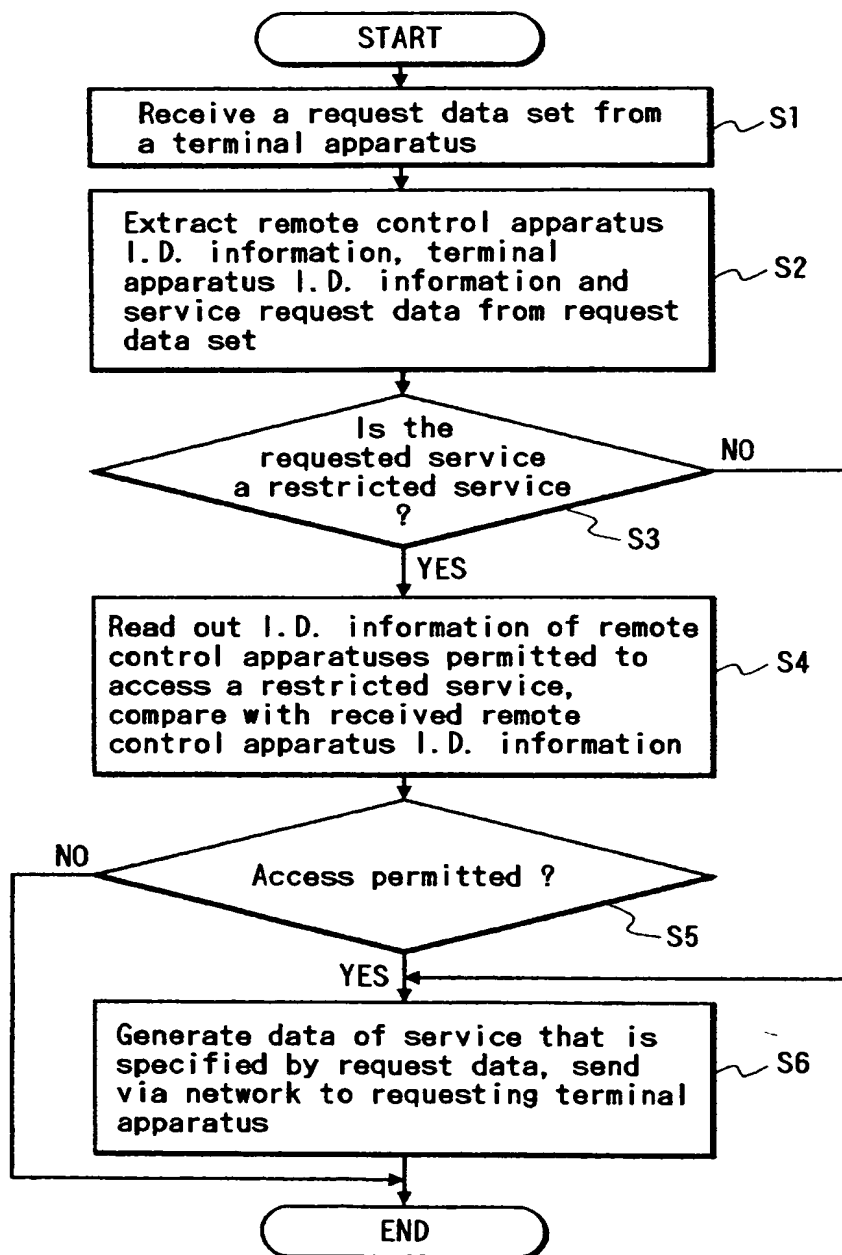 START
Receive a request data set from
a terminal apparatus
S1
Extract remote control apparatus
I.D. information, terminal
apparatus I.D. information and
service request data from request
data set
S2
Is the
requested service
a restricted service
?
NO
S3
YES
Read out I.D. information of remote
control apparatuses permitted to
access a restricted service,
compare with received remote
control apparatus I.D. information
S4
NO
Access permitted ?
S5
YES
Generate data of service that is
specified by request data, send
via network to requesting terminal
apparatus
S6
END